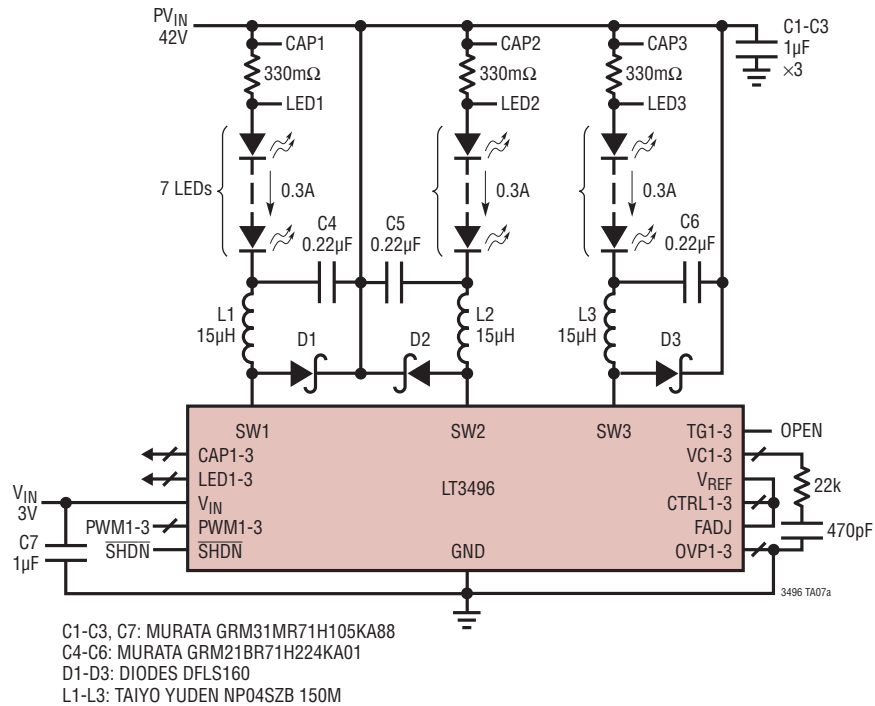 PVIN
42V
CAP1
CAP2
CAP3
C1-C3
1µF
×3
330mΩ
330mΩ
330mΩ
LED1
LED2
LED3
7 LEDs
0.3A
0.3A
0.3A
C4
0.22µF
C5
0.22µF
C6
0.22µF
L1
15µH
L2
15µH
L3
15µH
D1
D2
D3
SW1
SW2
SW3
TG1-3
OPEN
CAP1-3
VC1-3
LED1-3
LT3496
VREF
22k
VIN
3V
VIN
CTRL1-3
PWM1-3
PWM1-3
FADJ
470pF
C7
1µF
SHDN
SHDN
GND
OVP1-3
3496 TA07a
C1-C3, C7: MURATA GRM31MR71H105KA88
C4-C6: MURATA GRM21BR71H224KA01
D1-D3: DIODES DFLS160
L1-L3: TAIYO YUDEN NP04SZB 150M